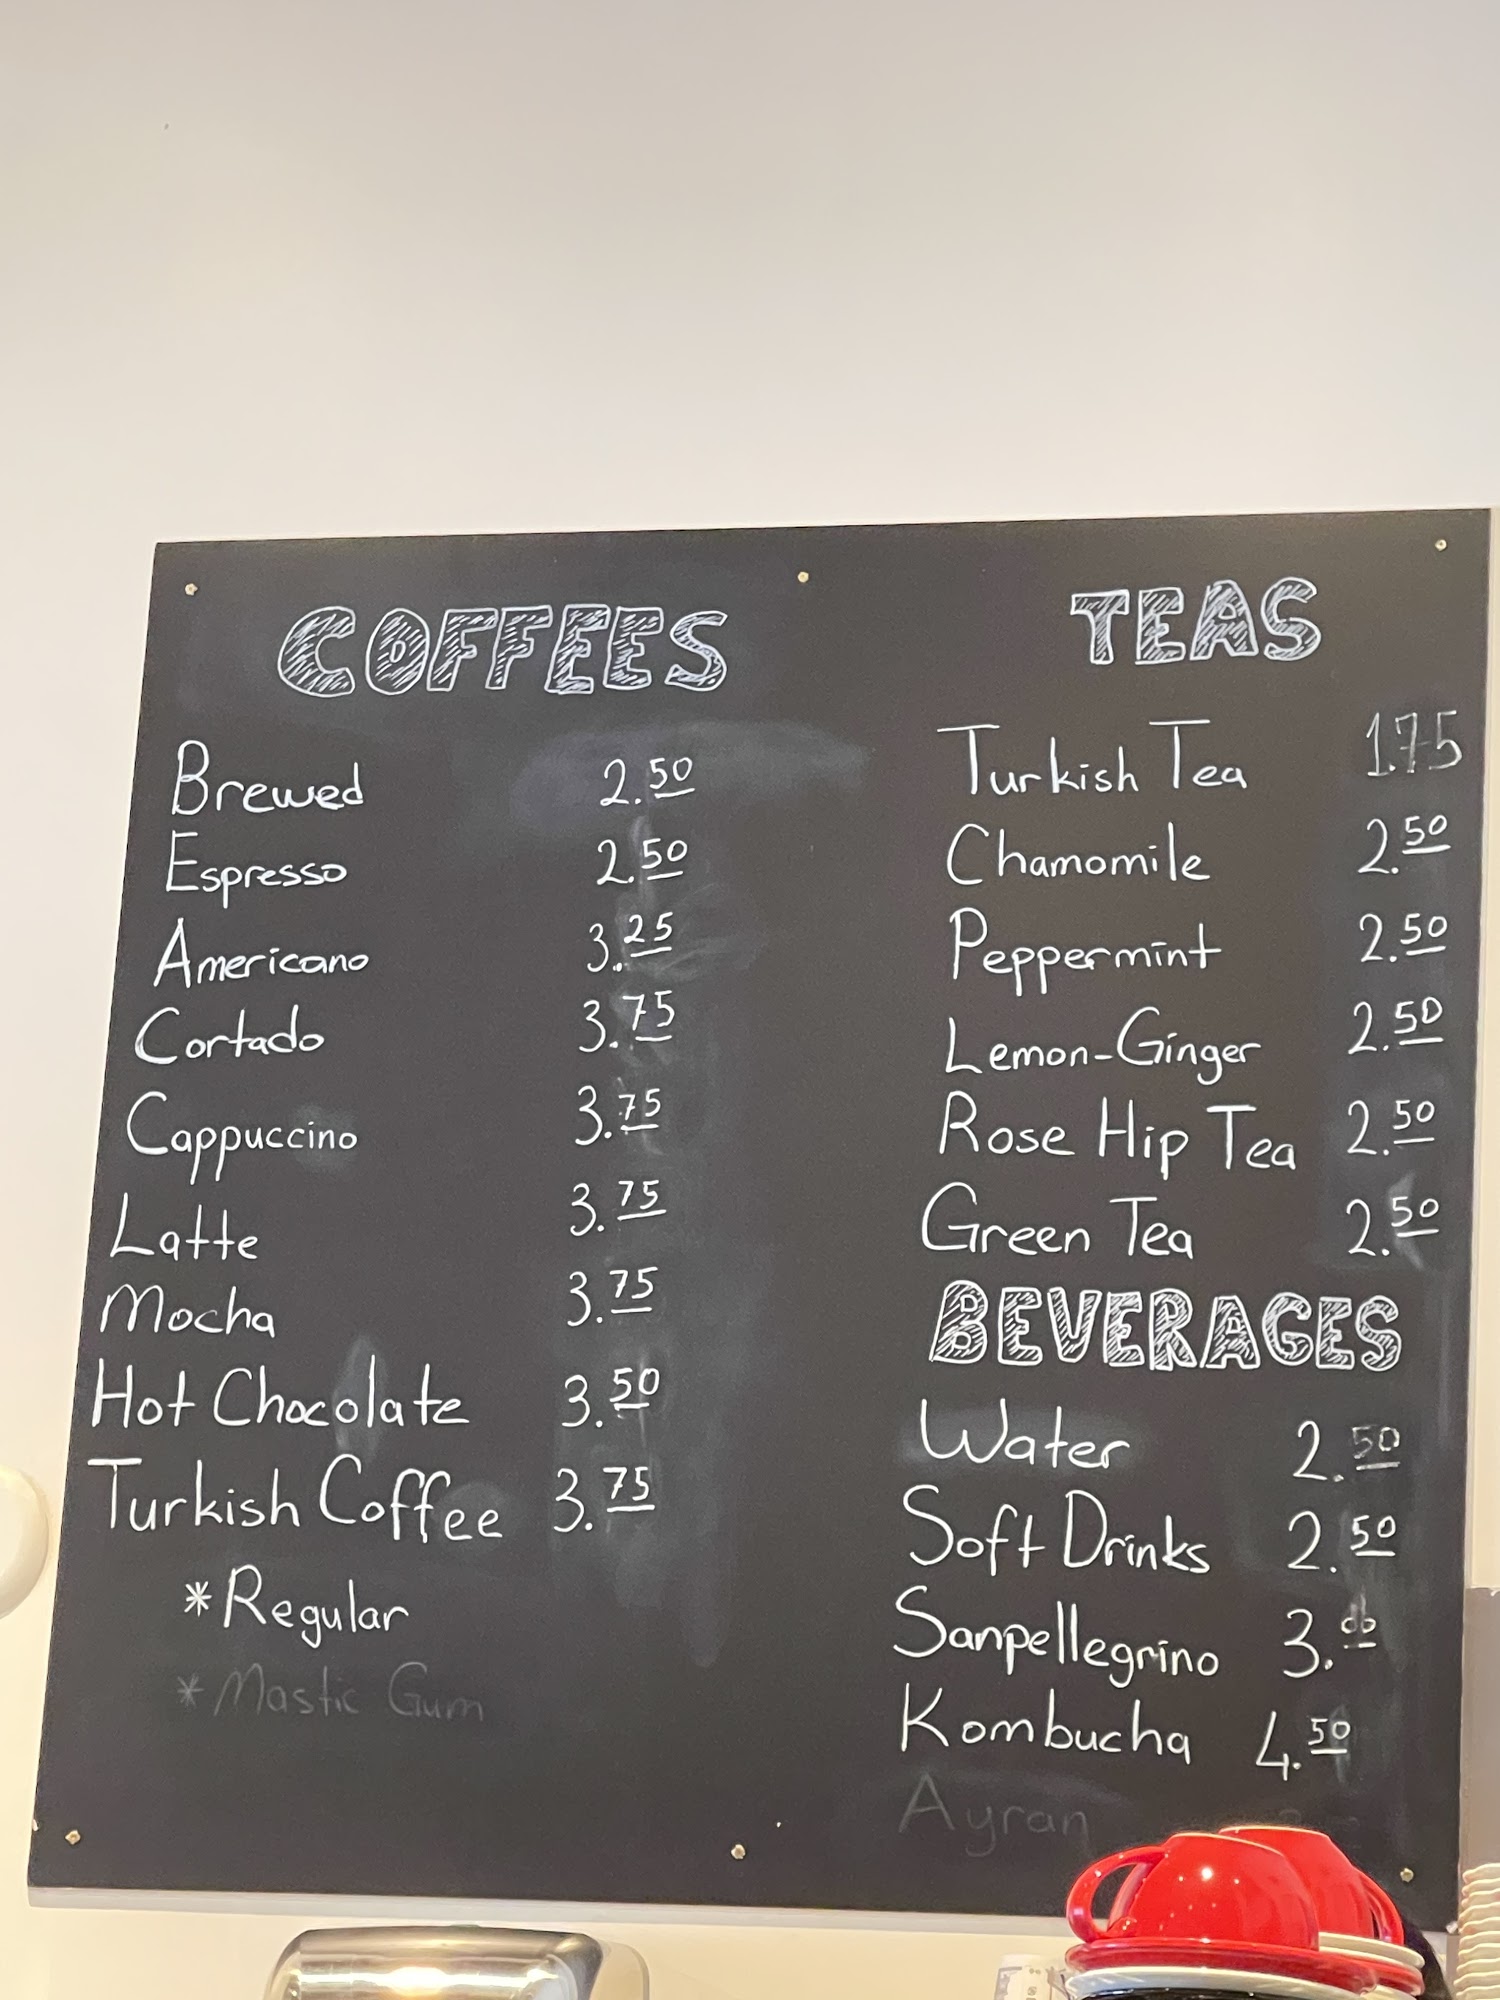 COFFEES
Brewed 2.50
Espresso 2.50
Americano 3.25
Cortado 3.75
Cappuccino 3.75
Latte 3.75
Mocha 3.75
Hot Chocolate 3.50
Turkish Coffee 3.75
*Regular
*Mastic Gum
TEAS
Turkish Tea 1.75
Chamomile 2.50
Peppermint 2.50
Lemon-Ginger 2.50
Rose Hip Tea 2.50
Green Tea 2.50
BEVERAGES
Water 2.50
Soft Drinks 2.50
Sanpellegrino 3.00
Kombucha 4.50
Ayran